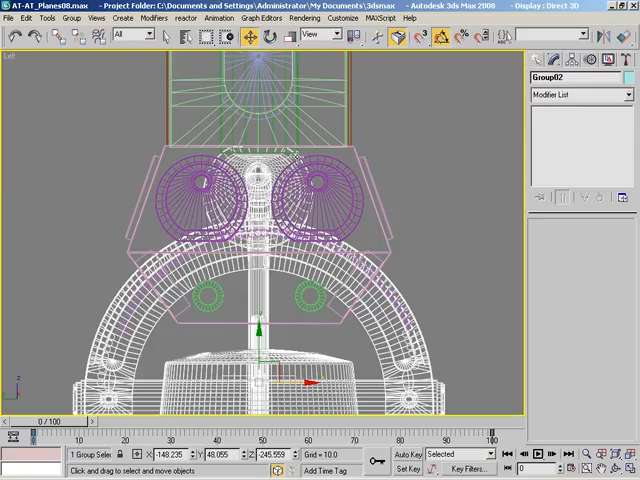 AT-AT_Planes08.max - Project Folder: C:\Documents and Settings\Administrator\My Documents\3dsmax - Autodesk 3ds Max 2008 - Display : Direct 3D
File Edit Tools Group Views Create Modifiers reactor Animation Graph Editors Rendering Customize MAXScript Help
All View
Left
Group02
Modifier List
0 / 100
0 10 20 30 40 50 60 70 80 90 100
1 Group Selec X: -148.235 Y: 48.055 Z: -245.559 Grid = 10.0 Auto Key Selected
Click and drag to select and move objects Add Time Tag Set Key Key Filters... 0